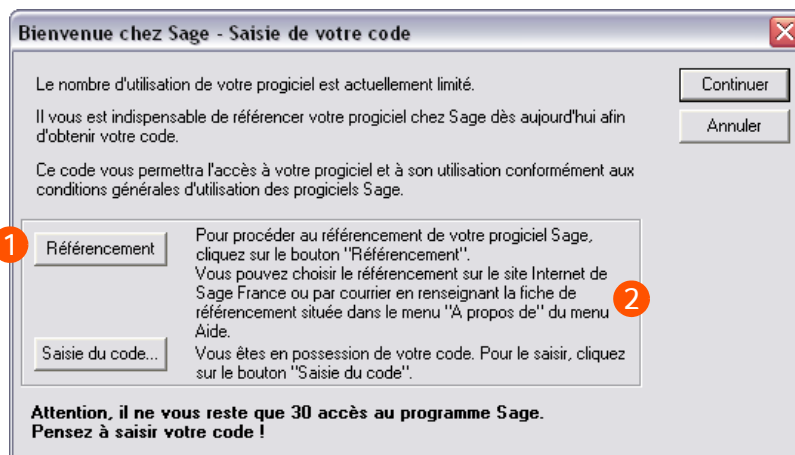 Bienvenue chez Sage - Saisie de votre code
Le nombre d'utilisation de votre progiciel est actuellement limité.
Continuer
Il vous est indispensable de référencer votre progiciel chez Sage dès aujourd'hui afin
d'obtenir votre code.
Annuler
Ce code vous permettra l'accès à votre progiciel et à son utilisation conformément aux
conditions générales d'utilisation des progiciels Sage.
1
Référencement
Pour procéder au référencement de votre progiciel Sage,
cliquez sur le bouton "Référencement".
Vous pouvez choisir le référencement sur le site Internet de
Sage France ou par courrier en renseignant la fiche de
référencement située dans le menu "A propos de" du menu
Aide.
2
Saisie du code...
Vous êtes en possession de votre code. Pour le saisir, cliquez
sur le bouton "Saisie du code".
Attention, il ne vous reste que 30 accès au programme Sage.
Pensez à saisir votre code !